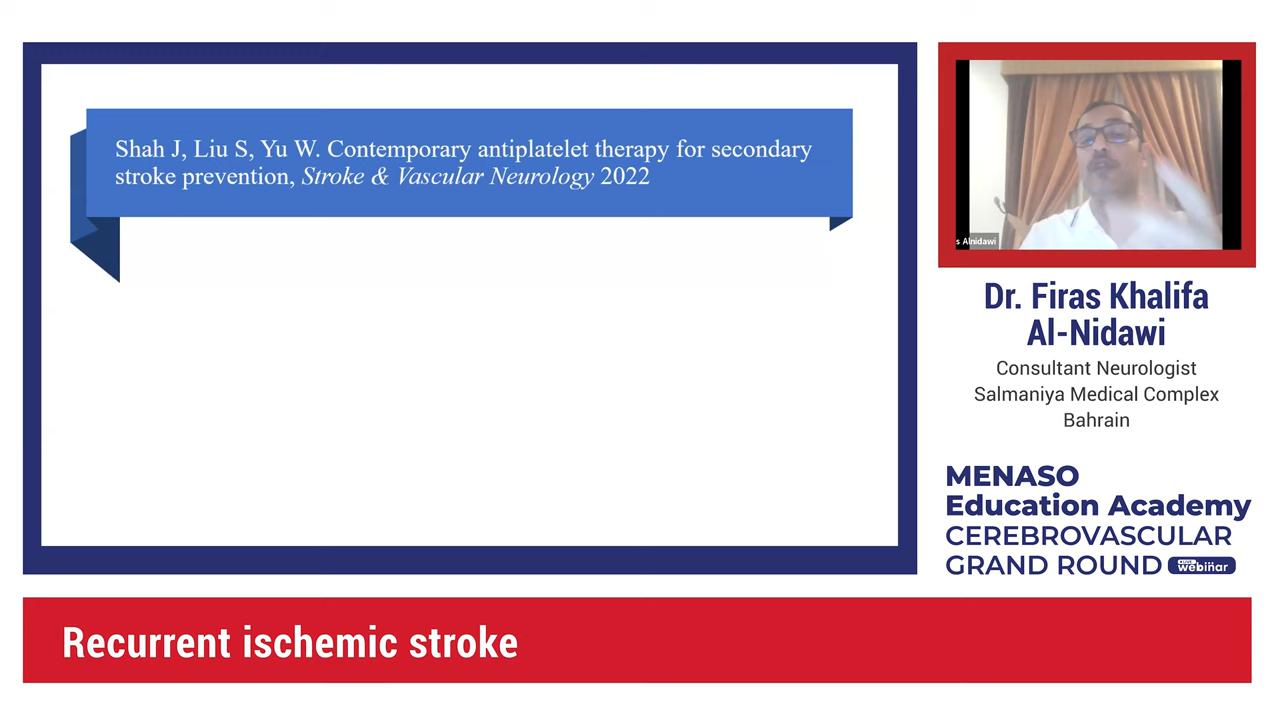 Shah J, Liu S, Yu W. Contemporary antiplatelet therapy for secondary
stroke prevention, Stroke & Vascular Neurology 2022
s Alnidawi
Dr. Firas Khalifa
Al-Nidawi
Consultant Neurologist
Salmaniya Medical Complex
Bahrain
MENASO
Education Academy
CEREBROVASCULAR
GRAND ROUND webinar
Recurrent ischemic stroke